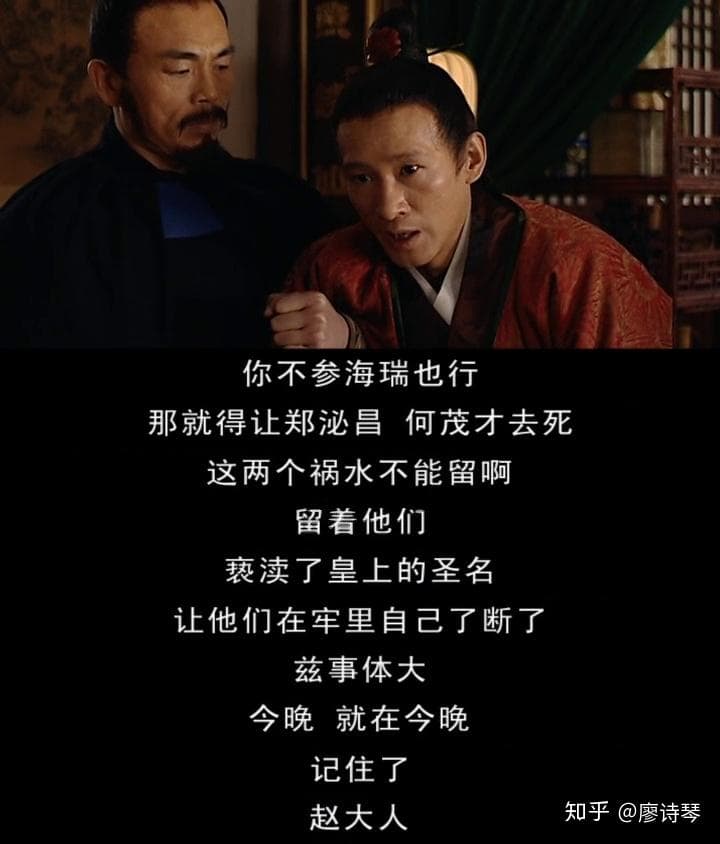 你不参海瑞也行
那就得让郑泌昌 何茂才去死
这两个祸水不能留啊
留着他们
亵渎了皇上的圣名
让他们在牢里自己了断了
兹事体大
今晚 就在今晚
记住了
赵大人
知乎 @廖诗琴